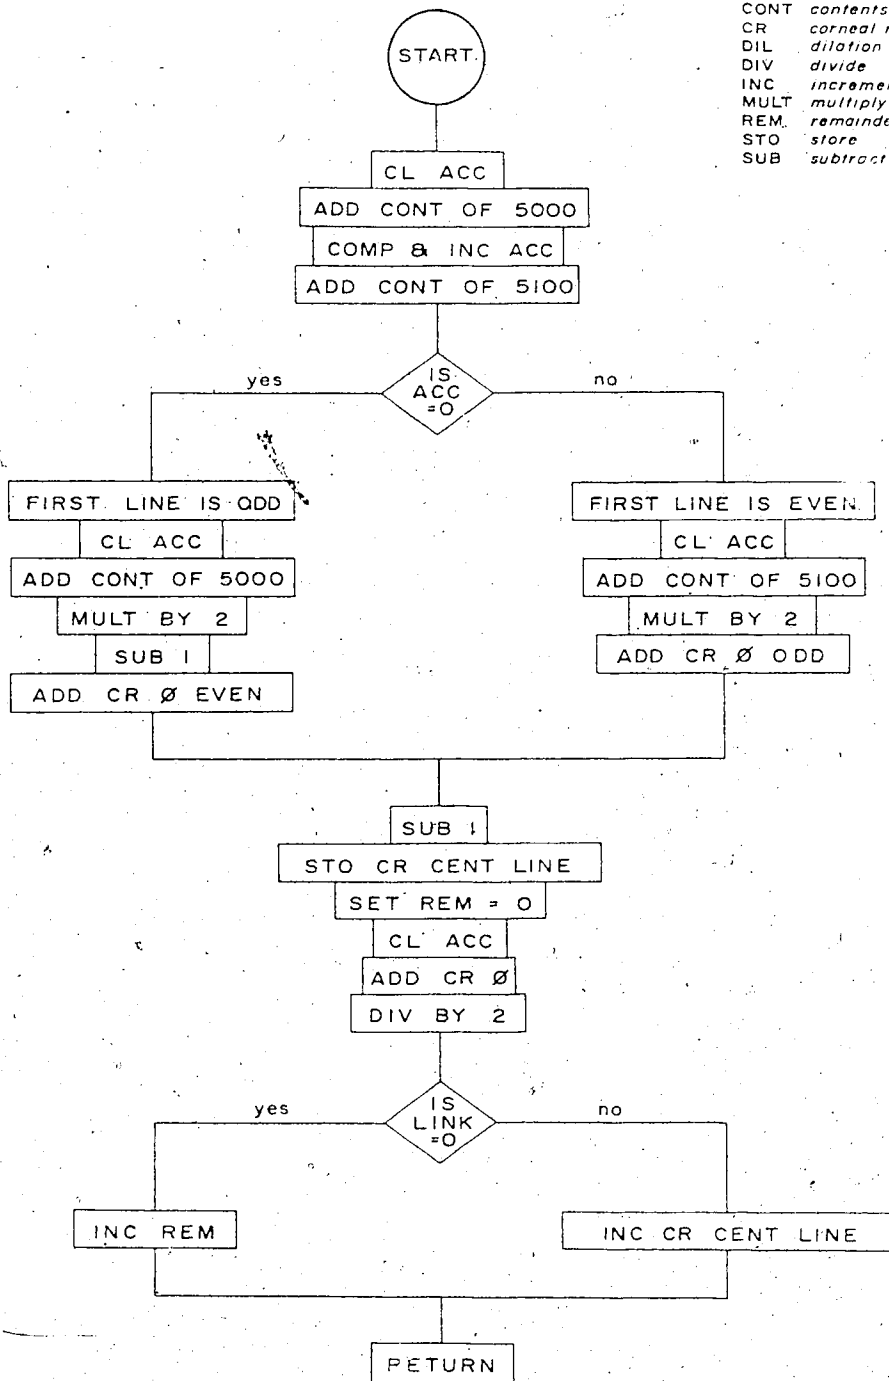 CONT contents
CR corneal
DIL dilation
DIV divide
INC
MULT multiply
REM
STO store
SUB subtract
START
CL ACC
ADD CONT OF 5000
COMP & INC ACC
ADD CONT OF 5100
IS
ACC
=0
yes
no
FIRST LINE IS ODD
CL ACC
ADD CONT OF 5000
MULT BY 2
SUB 1
ADD CR Ø EVEN
FIRST LINE IS EVEN
CL ACC
ADD CONT OF 5100
MULT BY 2
ADD CR Ø ODD
SUB 1
STO CR CENT LINE
SET REM = 0
CL ACC
ADD CR Ø
DIV BY 2
IS
LINK
=0
yes
no
INC REM
INC CR CENT LINE
RETURN